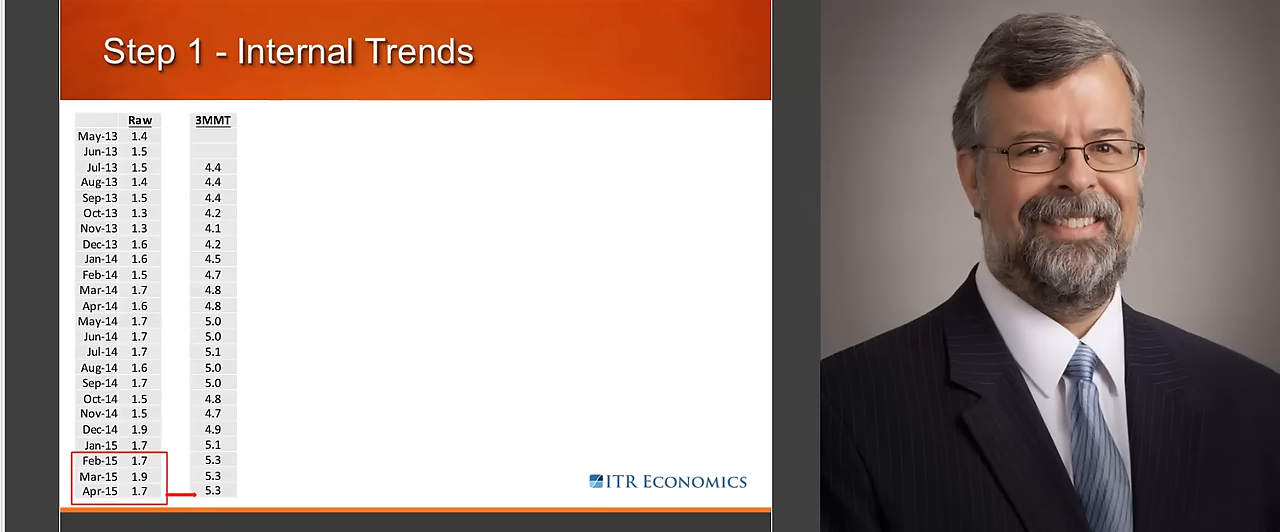 Step 1 - Internal Trends
Raw 3MMT
May-13 1.4
Jun-13 1.5
Jul-13 1.5 4.4
Aug-13 1.4 4.4
Sep-13 1.5 4.4
Oct-13 1.3 4.2
Nov-13 1.3 4.1
Dec-13 1.6 4.2
Jan-14 1.6 4.5
Feb-14 1.5 4.7
Mar-14 1.7 4.8
Apr-14 1.6 4.8
May-14 1.7 5.0
Jun-14 1.7 5.0
Jul-14 1.7 5.1
Aug-14 1.6 5.0
Sep-14 1.7 5.0
Oct-14 1.5 4.8
Nov-14 1.5 4.7
Dec-14 1.9 4.9
Jan-15 1.7 5.1
Feb-15 1.7 5.3
Mar-15 1.9 5.3
Apr-15 1.7 5.3
ITR ECONOMICS